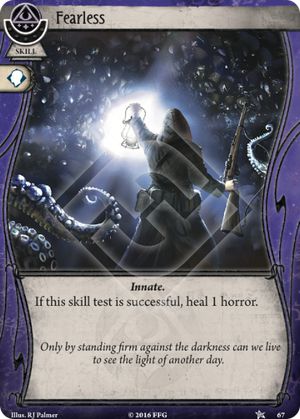 Fearless
SKILL
Innate.
If this skill test is successful, heal 1 horror.
Only by standing firm against the darkness can we live
to see the light of another day.
Illus. RJ Palmer
© 2016 FFG
67